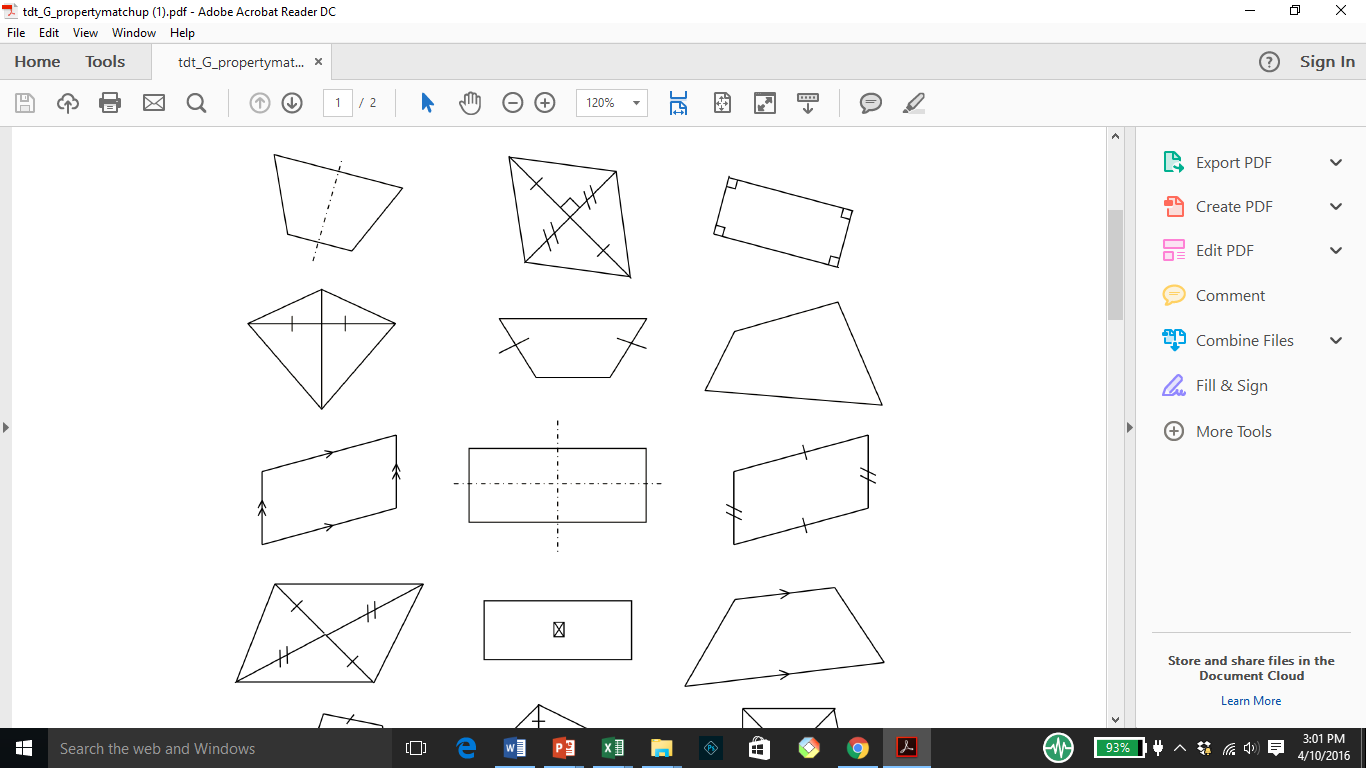 tdt_G_propertymatchup (1).pdf - Adobe Acrobat Reader DC
File Edit View Window Help
Home Tools tdt_G_propertymat... × Sign In
1 / 2 120%
Export PDF
Create PDF
Edit PDF
Comment
Combine Files
Fill & Sign
More Tools
Store and share files in the
Document Cloud
Learn More
Search the web and Windows
93%
3:01 PM
4/10/2016